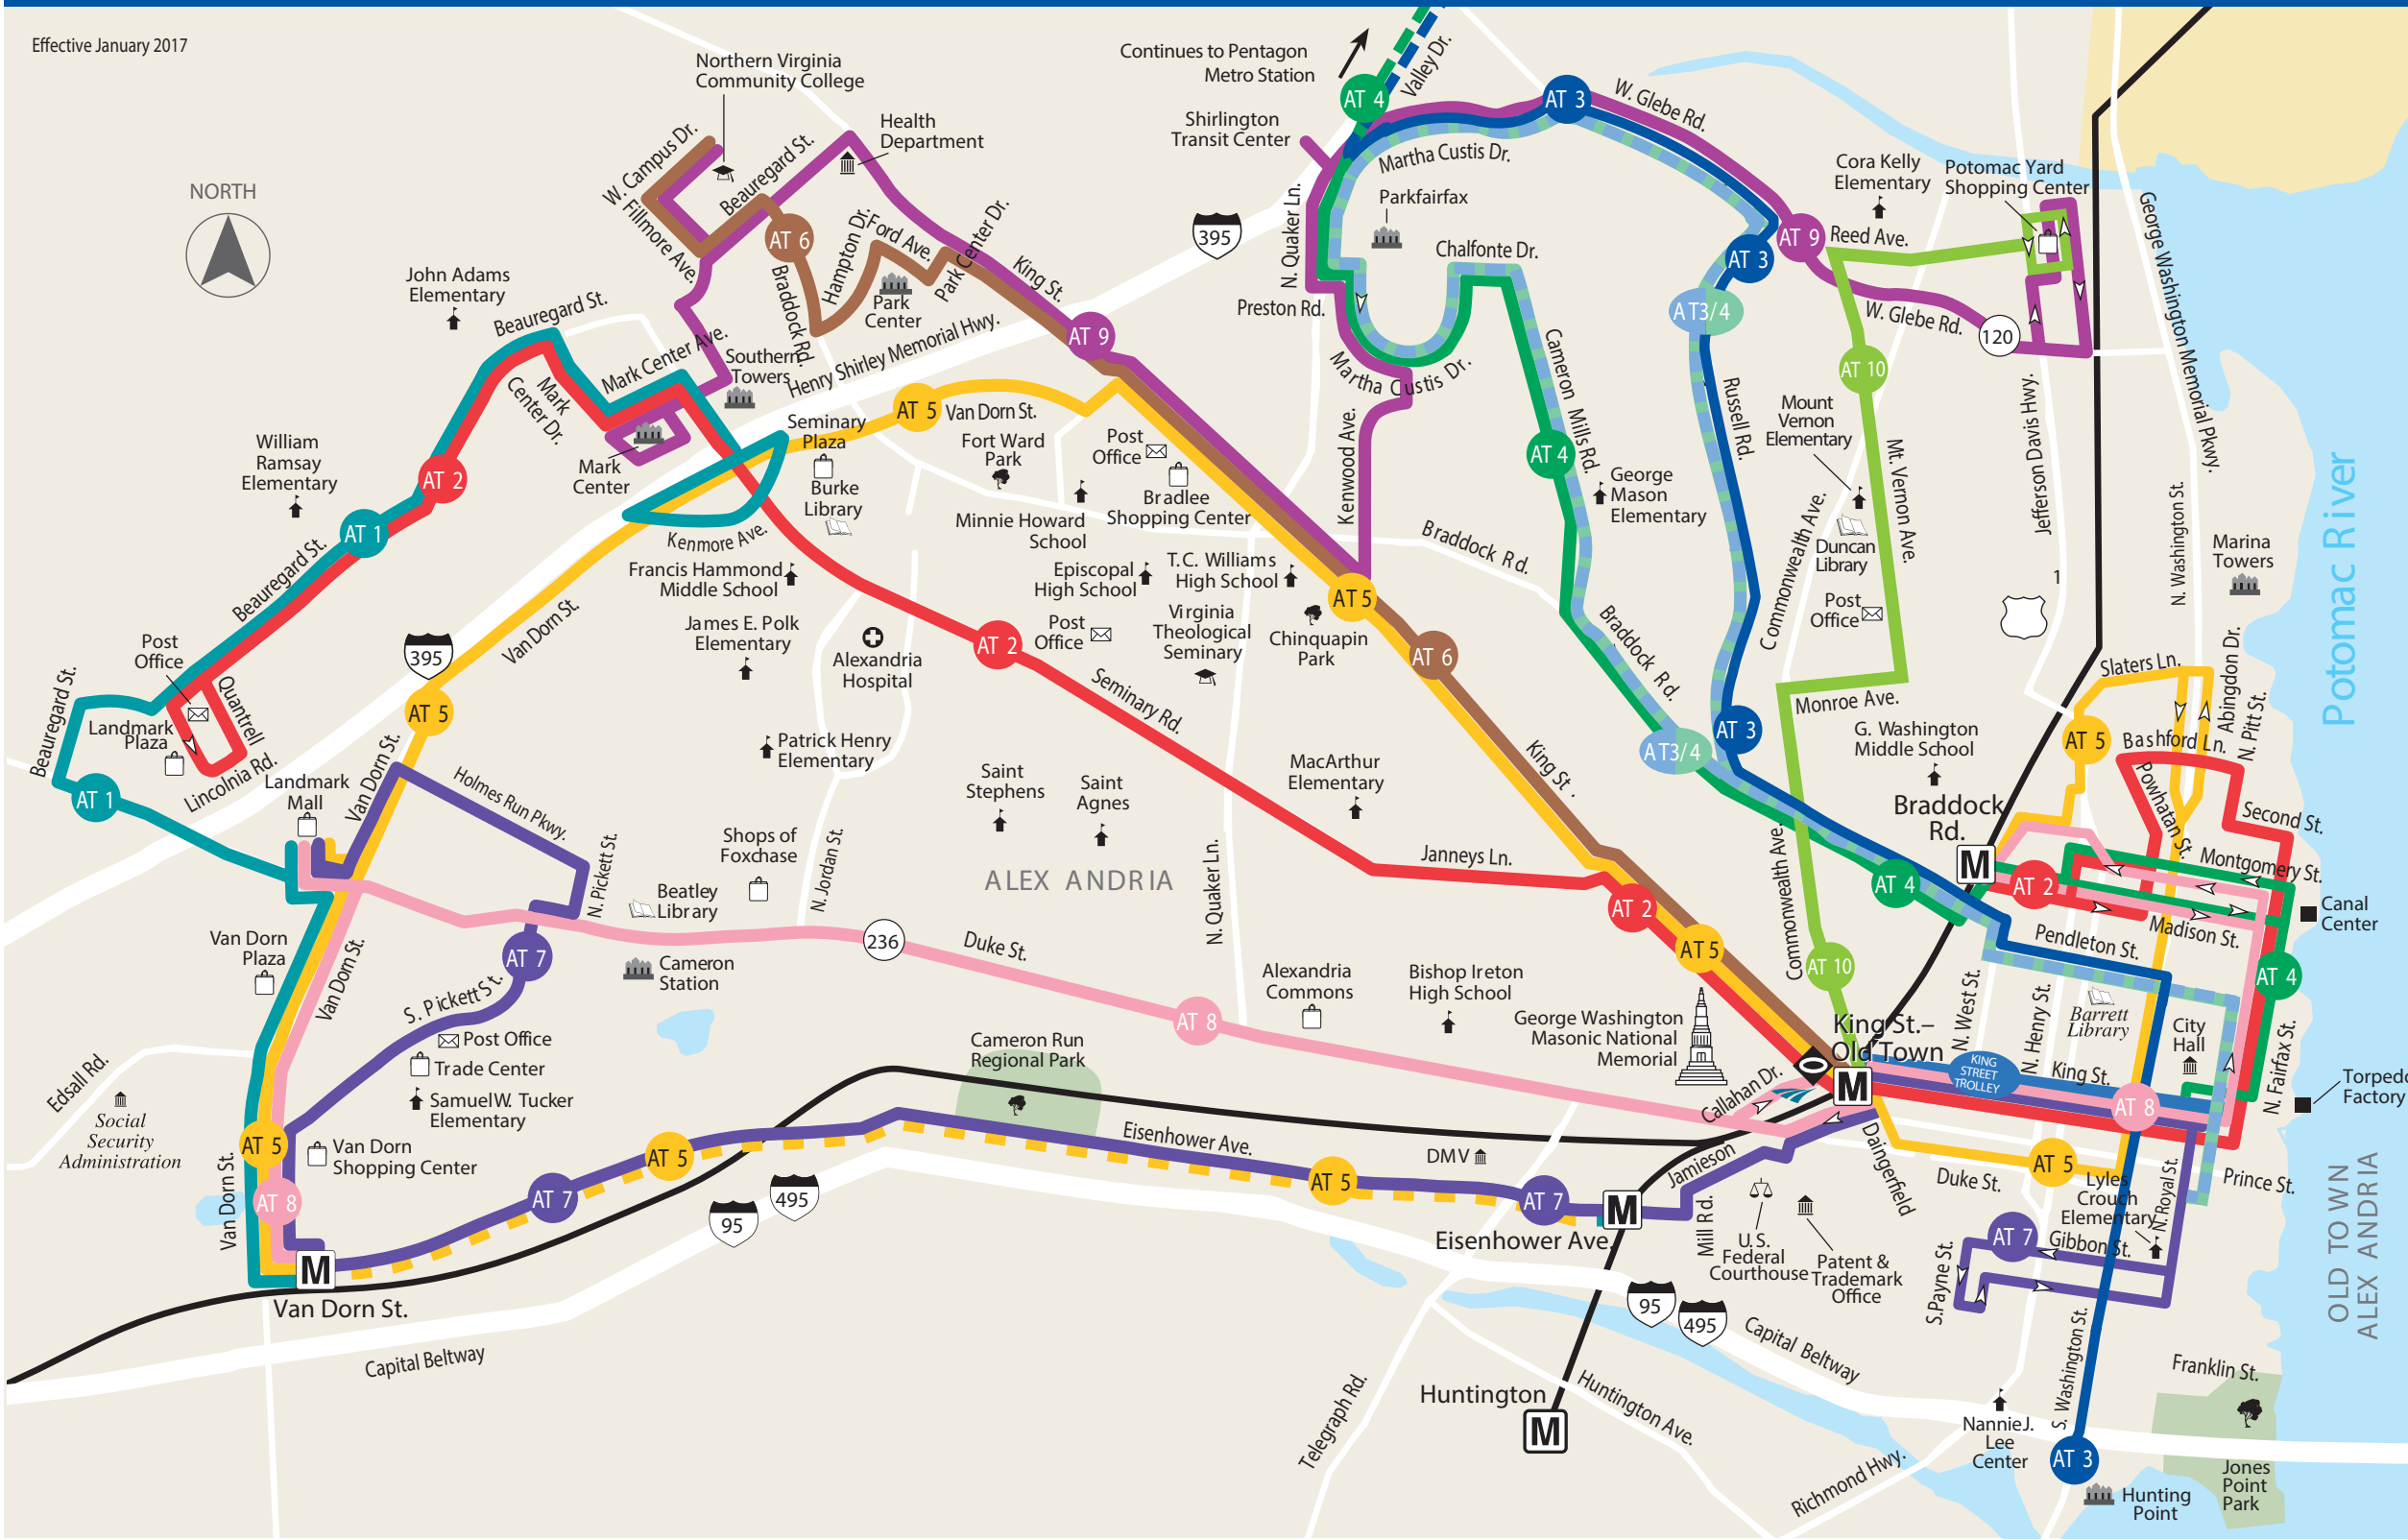 Effective January 2017
NORTH
Northern Virginia
Community College
Health
Department
W. Campus Dr.
Fillmore Ave.
Beauregard St.
AT 6
Braddock Rd.
Hampton Dr.
Ford Ave.
Park Center Dr.
Park
Center
King St.
Henry Shirley Memorial Hwy.
Continues to Pentagon
Metro Station
AT 4
Valley Dr.
Shirlington
Transit Center
AT 3
W. Glebe Rd.
Martha Custis Dr.
Parkfairfax
N. Quaker Ln.
395
Chalfonte Dr.
Preston Rd.
Martha Custis Dr.
Kenwood Ave.
Cora Kelly
Elementary
Potomac Yard
Shopping Center
AT 9
Reed Ave.
AT 3
AT3/4
W. Glebe Rd.
120
AT 10
George Washington Memorial Pkwy.
John Adams
Elementary
Beauregard St.
Mark
Center Dr.
Mark Center Ave.
Southern
Towers
Mark
Center
AT 9
AT 5
Van Dorn St.
Seminary
Plaza
Fort Ward
Park
Post
Office
Bradlee
Shopping Center
Burke
Library
Minnie Howard
School
William
Ramsay
Elementary
AT 2
AT 1
Beauregard St.
Kenmore Ave.
Francis Hammond
Middle School
Episcopal
High School
T.C. Williams
High School
Cameron Mills Rd.
AT 4
George
Mason
Elementary
Russell Rd.
Mount
Vernon
Elementary
Mt. Vernon Ave.
Commonwealth Ave.
Duncan
Library
Post
Office
Jefferson Davis Hwy.
1
N. Washington St.
Marina
Towers
Potomac River
Braddock Rd.
AT 5
Chinquapin
Park
AT 6
James E. Polk
Elementary
Alexandria
Hospital
AT 2
Post
Office
Virginia
Theological
Seminary
Seminary Rd.
Braddock Rd.
Van Dorn St.
395
Post
Office
Quantrell
Landmark
Plaza
Lincolnia Rd.
Beauregard St.
AT 1
AT 5
Landmark
Mall
Van Dorn St.
Holmes Run Pkwy.
N. Pickett St.
Patrick Henry
Elementary
Shops of
Foxchase
N. Jordan St.
Saint
Stephens
Saint
Agnes
MacArthur
Elementary
ALEXANDRIA
Janneys Ln.
King St.
AT3/4
AT 3
Monroe Ave.
G. Washington
Middle School
Braddock
Rd.
M
Slaters Ln.
Abingdon Dr.
N. Pitt St.
AT 5
Bashford Ln.
Powhatan St.
Second St.
Montgomery St.
AT 2
Madison St.
Canal
Center
AT 4
Pendleton St.
AT 4
Commonwealth Ave.
AT 10
Van Dorn
Plaza
Van Dorn St.
AT 7
Beatley
Library
Cameron
Station
236
Duke St.
N. Quaker Ln.
AT 2
AT 5
S. Pickett St.
Post Office
Trade Center
Samuel W. Tucker
Elementary
AT 8
Alexandria
Commons
Bishop Ireton
High School
George Washington
Masonic National
Memorial
King St.–
Old Town
M
N. West St.
N. Henry St.
Barrett
Library
City
Hall
KING
STREET
TROLLEY
King St.
AT 8
N. Fairfax St.
Torpedo
Factory
Edsall Rd.
Social
Security
Administration
Cameron Run
Regional Park
Callahan Dr.
AT 5
AT 8
Van Dorn
Shopping Center
AT 5
Van Dorn St.
AT 7
Eisenhower Ave.
AT 5
DMV
AT 7
M
Eisenhower Ave.
Jamieson
Mill Rd.
Daingerfield
Duke St.
AT 5
Lyles
Crouch
Elementary
N. Royal St.
Prince St.
U.S.
Federal
Courthouse
Patent &
Trademark
Office
AT 7
Gibbon St.
S. Payne St.
OLD TOWN
ALEXANDRIA
M
Van Dorn St.
95
495
95
495
Capital Beltway
Capital Beltway
Huntington
M
Huntington Ave.
Telegraph Rd.
Richmond Hwy.
S. Washington St.
Nannie J.
Lee
Center
AT 3
Hunting
Point
Franklin St.
Jones
Point
Park